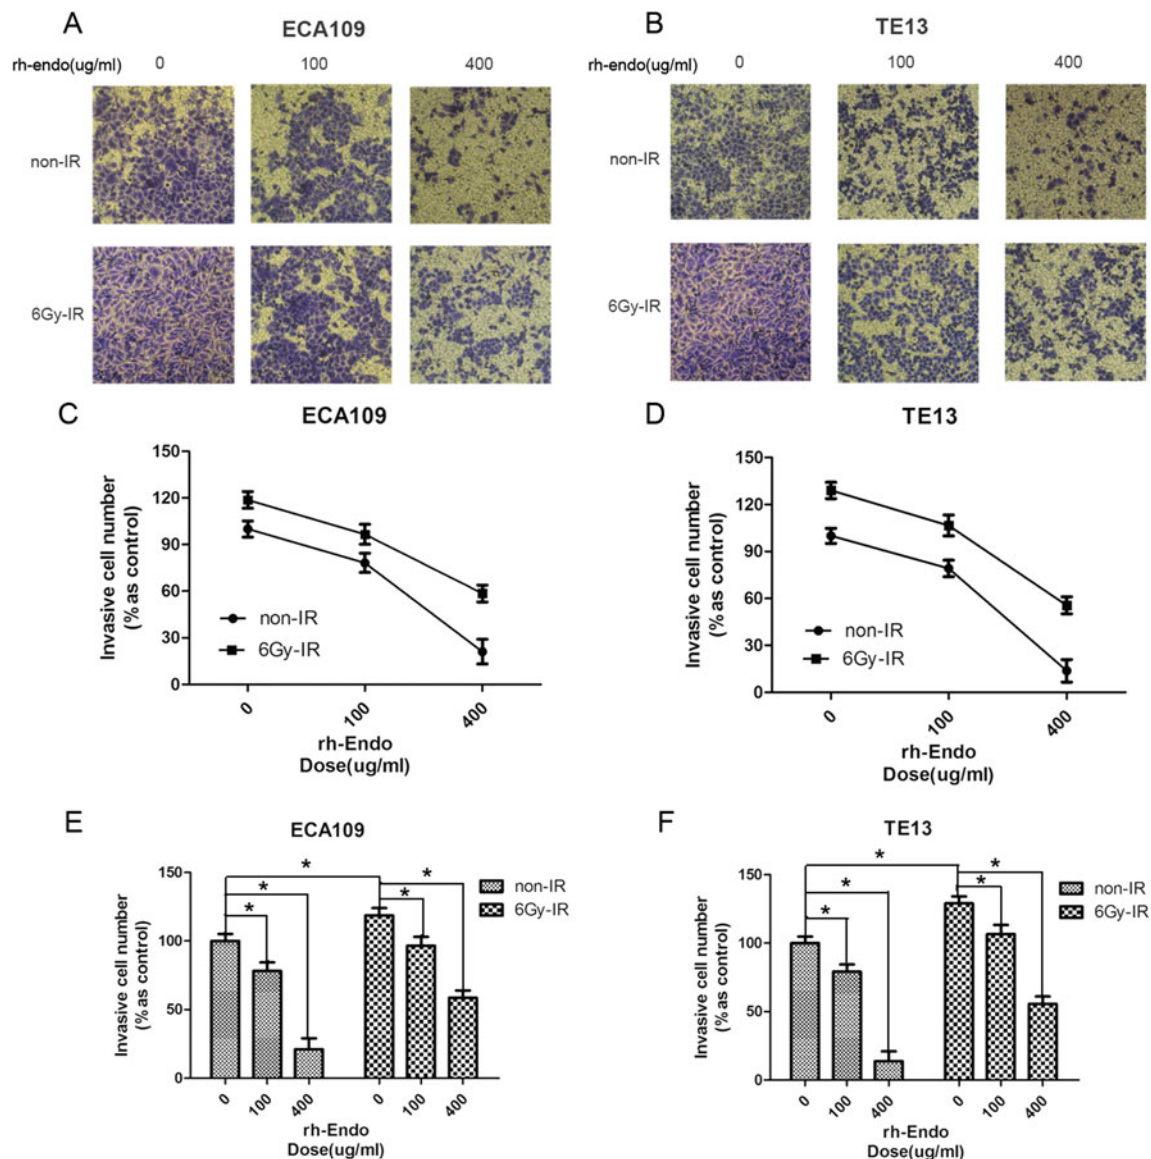 A
ECA109
rh-endo(ug/ml) 0 100 400
non-IR
6Gy-IR
B
TE13
rh-endo(ug/ml) 0 100 400
non-IR
6Gy-IR
C
ECA109
Invasive cell number
(% as control)
150
120
90
60
30
0
non-IR
6Gy-IR
0 100 400
rh-Endo
Dose(ug/ml)
D
TE13
Invasive cell number
(% as control)
150
120
90
60
30
0
non-IR
6Gy-IR
0 100 400
rh-Endo
Dose(ug/ml)
E
ECA109
Invasive cell number
(% as control)
150
100
50
0
* * * * *
non-IR
6Gy-IR
0 100 400 0 100 400
rh-Endo
Dose(ug/ml)
F
TE13
Invasive cell number
(% as control)
150
100
50
0
* * * * *
non-IR
6Gy-IR
0 100 400 0 100 400
rh-Endo
Dose(ug/ml)